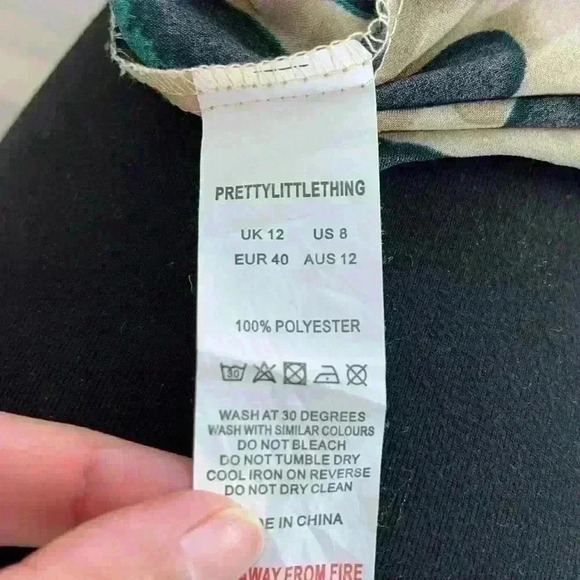 PRETTYLITTLETHING
UK 12 US 8
EUR 40 AUS 12
100% POLYESTER
30
WASH AT 30 DEGREES
WASH WITH SIMILAR COLOURS
DO NOT BLEACH
DO NOT TUMBLE DRY
COOL IRON ON REVERSE
DO NOT DRY CLEAN
IN CHINA
AWAY FROM FIRE